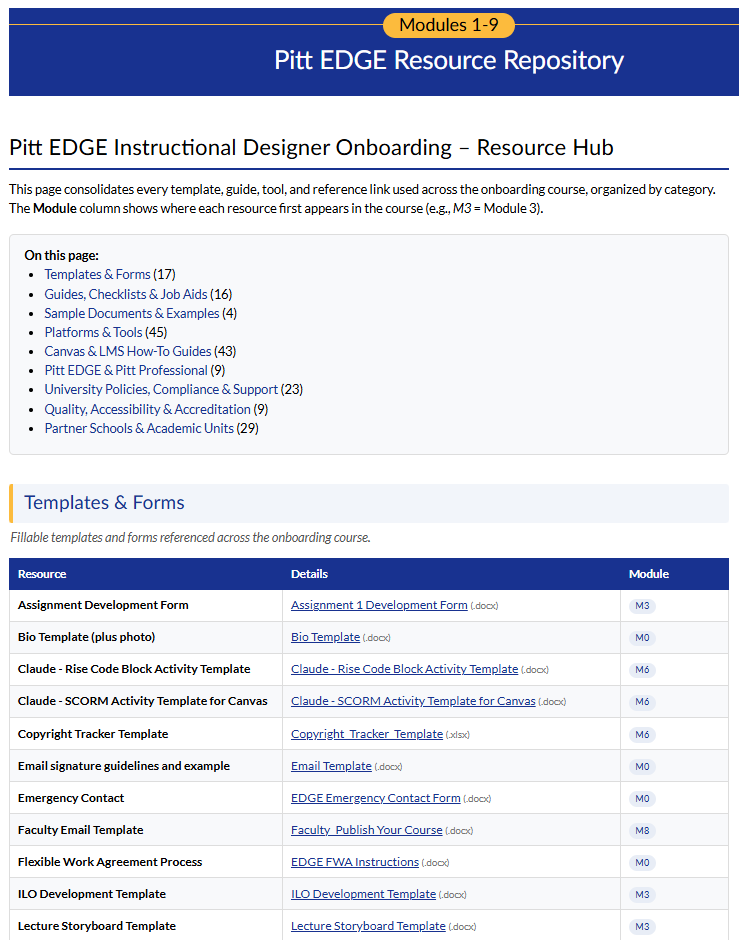 Modules 1-9
Pitt EDGE Resource Repository
Pitt EDGE Instructional Designer Onboarding – Resource Hub
This page consolidates every template, guide, tool, and reference link used across the onboarding course, organized by category.
The Module column shows where each resource first appears in the course (e.g., M3 = Module 3).
On this page:
• Templates & Forms (17)
• Guides, Checklists & Job Aids (16)
• Sample Documents & Examples (4)
• Platforms & Tools (45)
• Canvas & LMS How-To Guides (43)
• Pitt EDGE & Pitt Professional (9)
• University Policies, Compliance & Support (23)
• Quality, Accessibility & Accreditation (9)
• Partner Schools & Academic Units (29)
Templates & Forms
Fillable templates and forms referenced across the onboarding course.
Resource Details Module
Assignment Development Form Assignment 1 Development Form (.docx) M3
Bio Template (plus photo) Bio Template (.docx) M0
Claude - Rise Code Block Activity Template Claude - Rise Code Block Activity Template (.docx) M6
Claude - SCORM Activity Template for Canvas Claude - SCORM Activity Template for Canvas (.docx) M6
Copyright Tracker Template Copyright_Tracker_Template (.xlsx) M6
Email signature guidelines and example Email Template (.docx) M0
Emergency Contact EDGE Emergency Contact Form (.docx) M0
Faculty Email Template Faculty_Publish Your Course (.docx) M8
Flexible Work Agreement Process EDGE FWA Instructions (.docx) M0
ILO Development Template ILO Development Template (.docx) M3
Lecture Storyboard Template Lecture Storyboard Template (.docx) M3